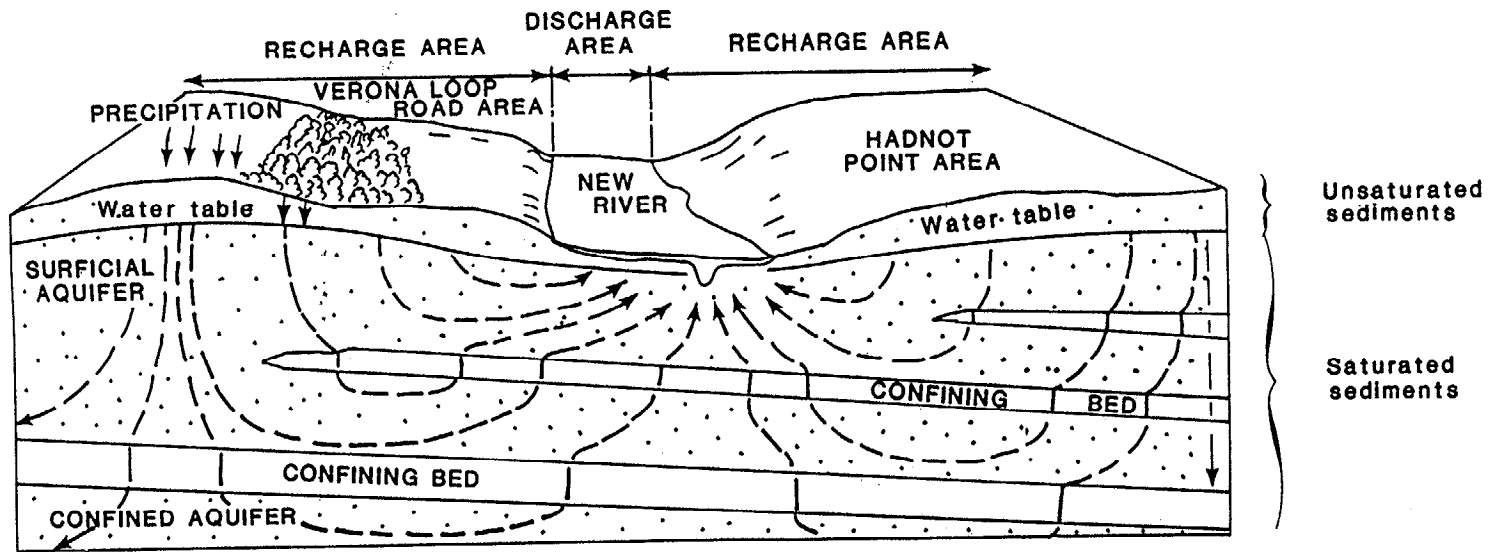 DISCHARGE
AREA
RECHARGE AREA
RECHARGE AREA
VERONA LOOP
ROAD AREA
PRECIPITATION
HADNOT
POINT AREA
NEW
RIVER
Unsaturated
sediments
Water table
Water table
SURFICIAL
AQUIFER
Saturated
sediments
CONFINING BED
CONFINING BED
CONFINED AQUIFER